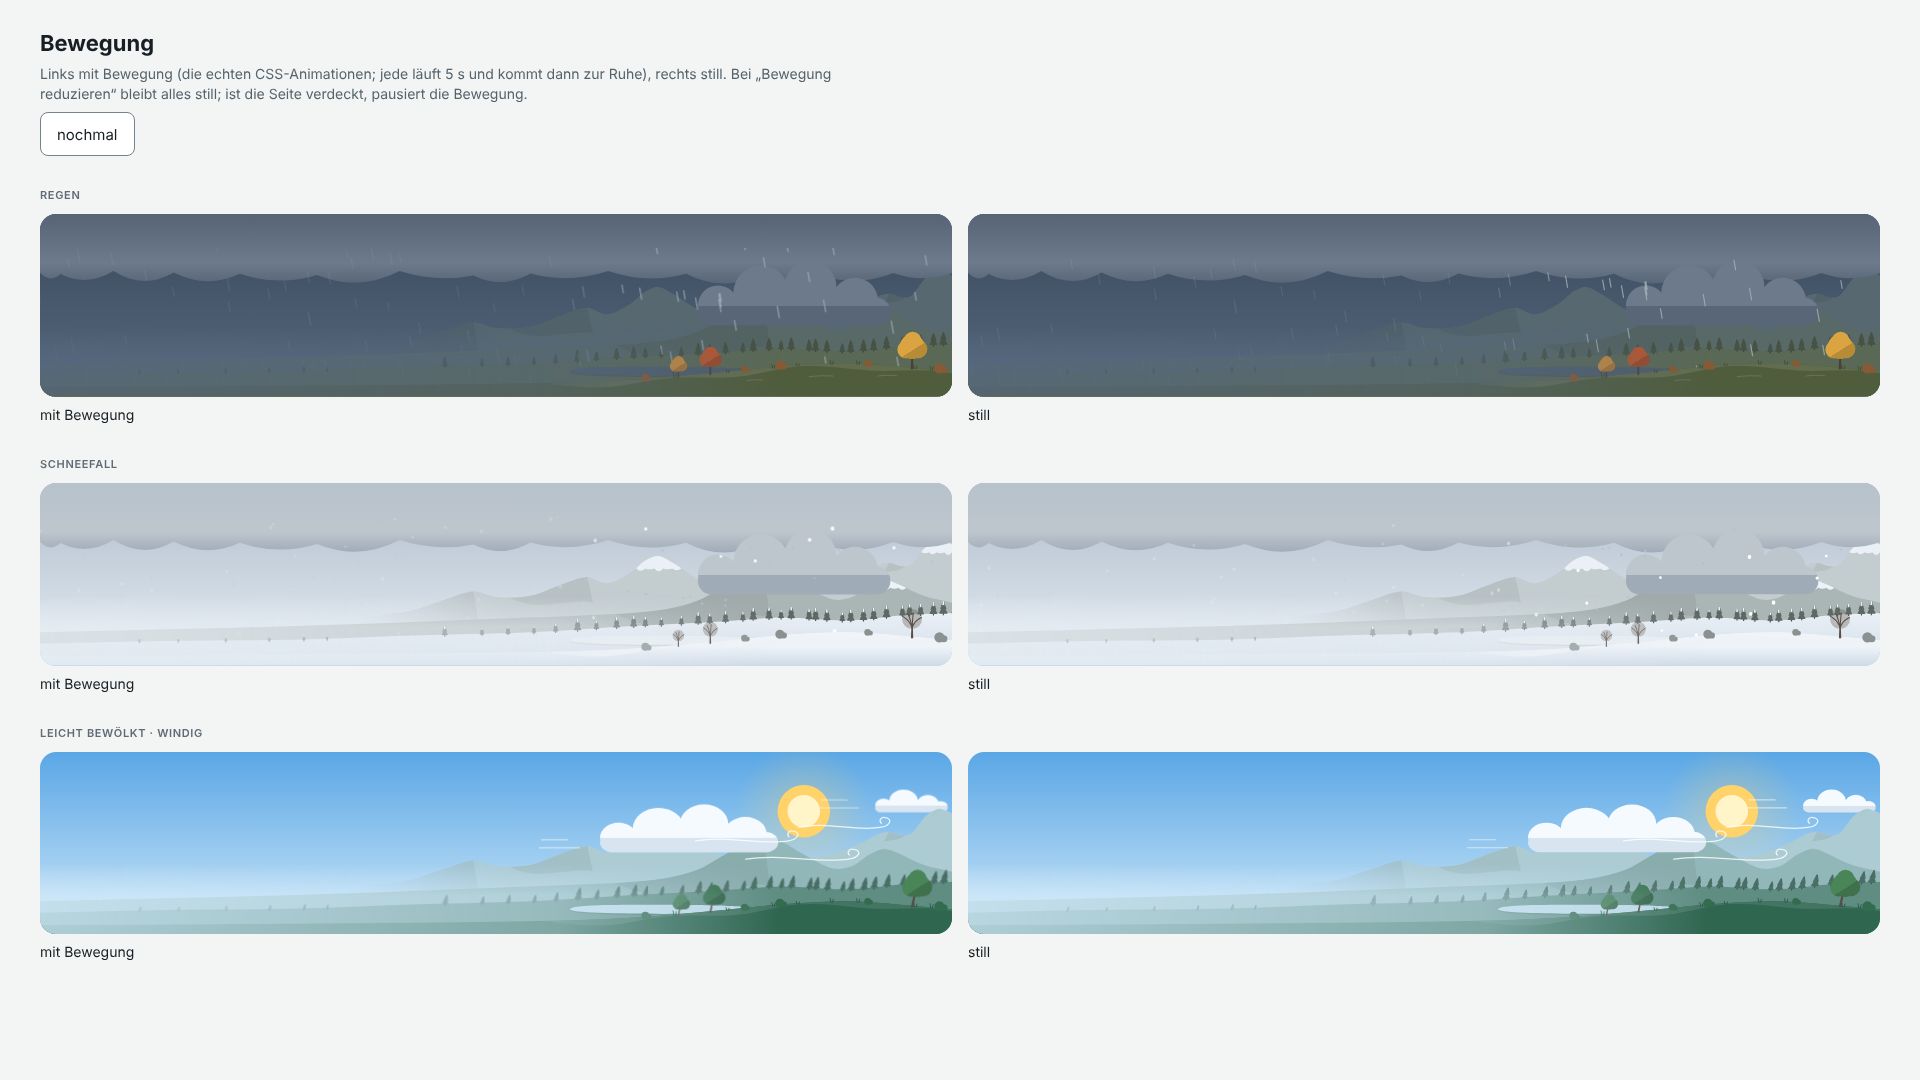 Bewegung
Links mit Bewegung (die echten CSS-Animationen; jede läuft 5 s und kommt dann zur Ruhe), rechts still. Bei „Bewegung
reduzieren“ bleibt alles still; ist die Seite verdeckt, pausiert die Bewegung.
nochmal
REGEN
mit Bewegung
still
SCHNEEFALL
mit Bewegung
still
LEICHT BEWÖLKT · WINDIG
mit Bewegung
still